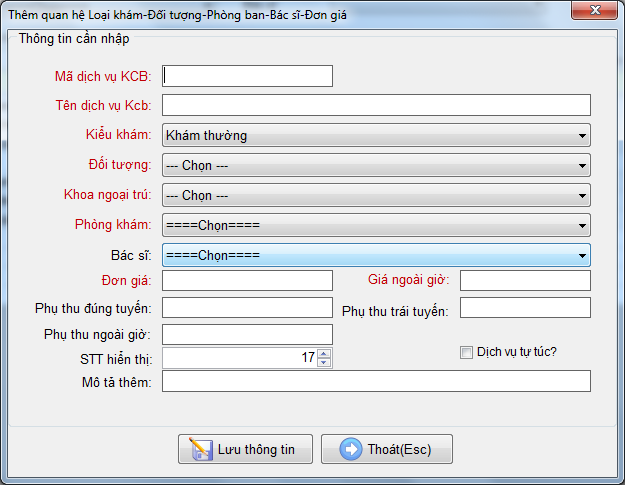 Thêm quan hệ Loại khám-Đối tượng-Phòng ban-Bác sĩ-Đơn giá
Thông tin cần nhập
Mã dịch vụ KCB:
Tên dịch vụ Kcb:
Kiểu khám: Khám thường
Đối tượng: --- Chọn ---
Khoa ngoại trú: --- Chọn ---
Phòng khám: ====Chọn====
Bác sĩ: ====Chọn====
Đơn giá: Giá ngoài giờ:
Phụ thu đúng tuyến: Phụ thu trái tuyến:
Phụ thu ngoài giờ:
STT hiển thị: 17 Dịch vụ tự túc?
Mô tả thêm:
Lưu thông tin Thoát(Esc)